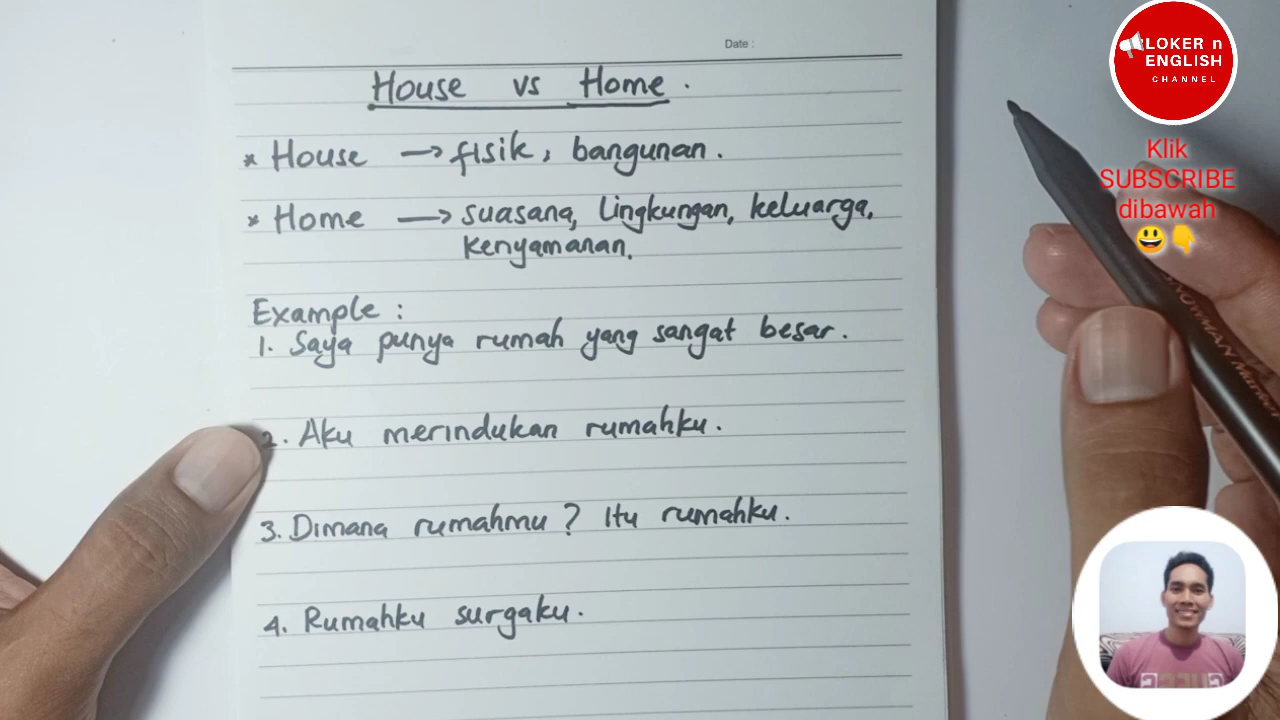 Date :
House vs Home.
* House → fisik, bangunan.
* Home → suasana, lingkungan, keluarga,
kenyamanan.
Example :
1. Saya punya rumah yang sangat besar.
2. Aku merindukan rumahku.
3. Dimana rumahmu? Itu rumahku.
4. Rumahku surgaku.
LOKER n
ENGLISH
CHANNEL
Klik
SUBSCRIBE
dibawah
😃👇
SNOWMAN Marker